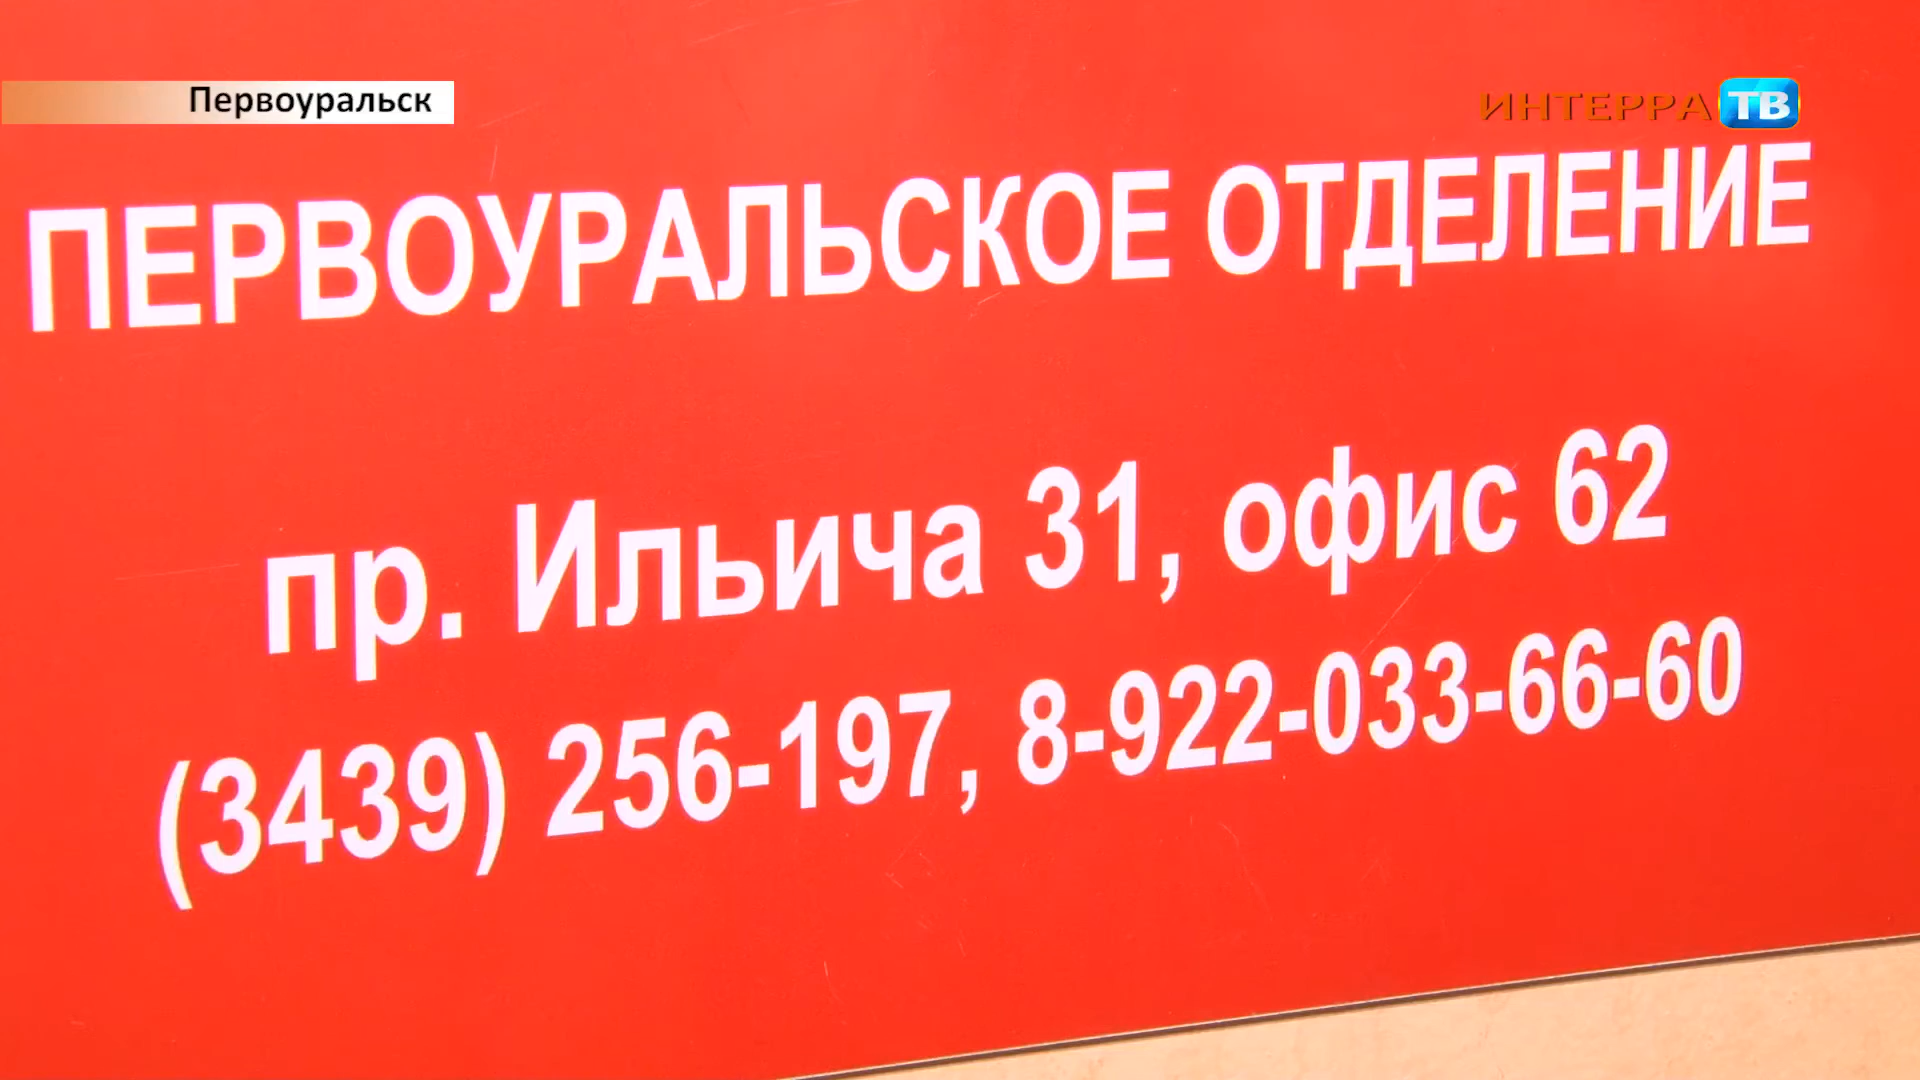 Первоуральск
ИНТЕРРА ТВ
ПЕРВОУРАЛЬСКОЕ ОТДЕЛЕНИЕ
пр. Ильича 31, офис 62
(3439) 256-197, 8-922-033-66-60